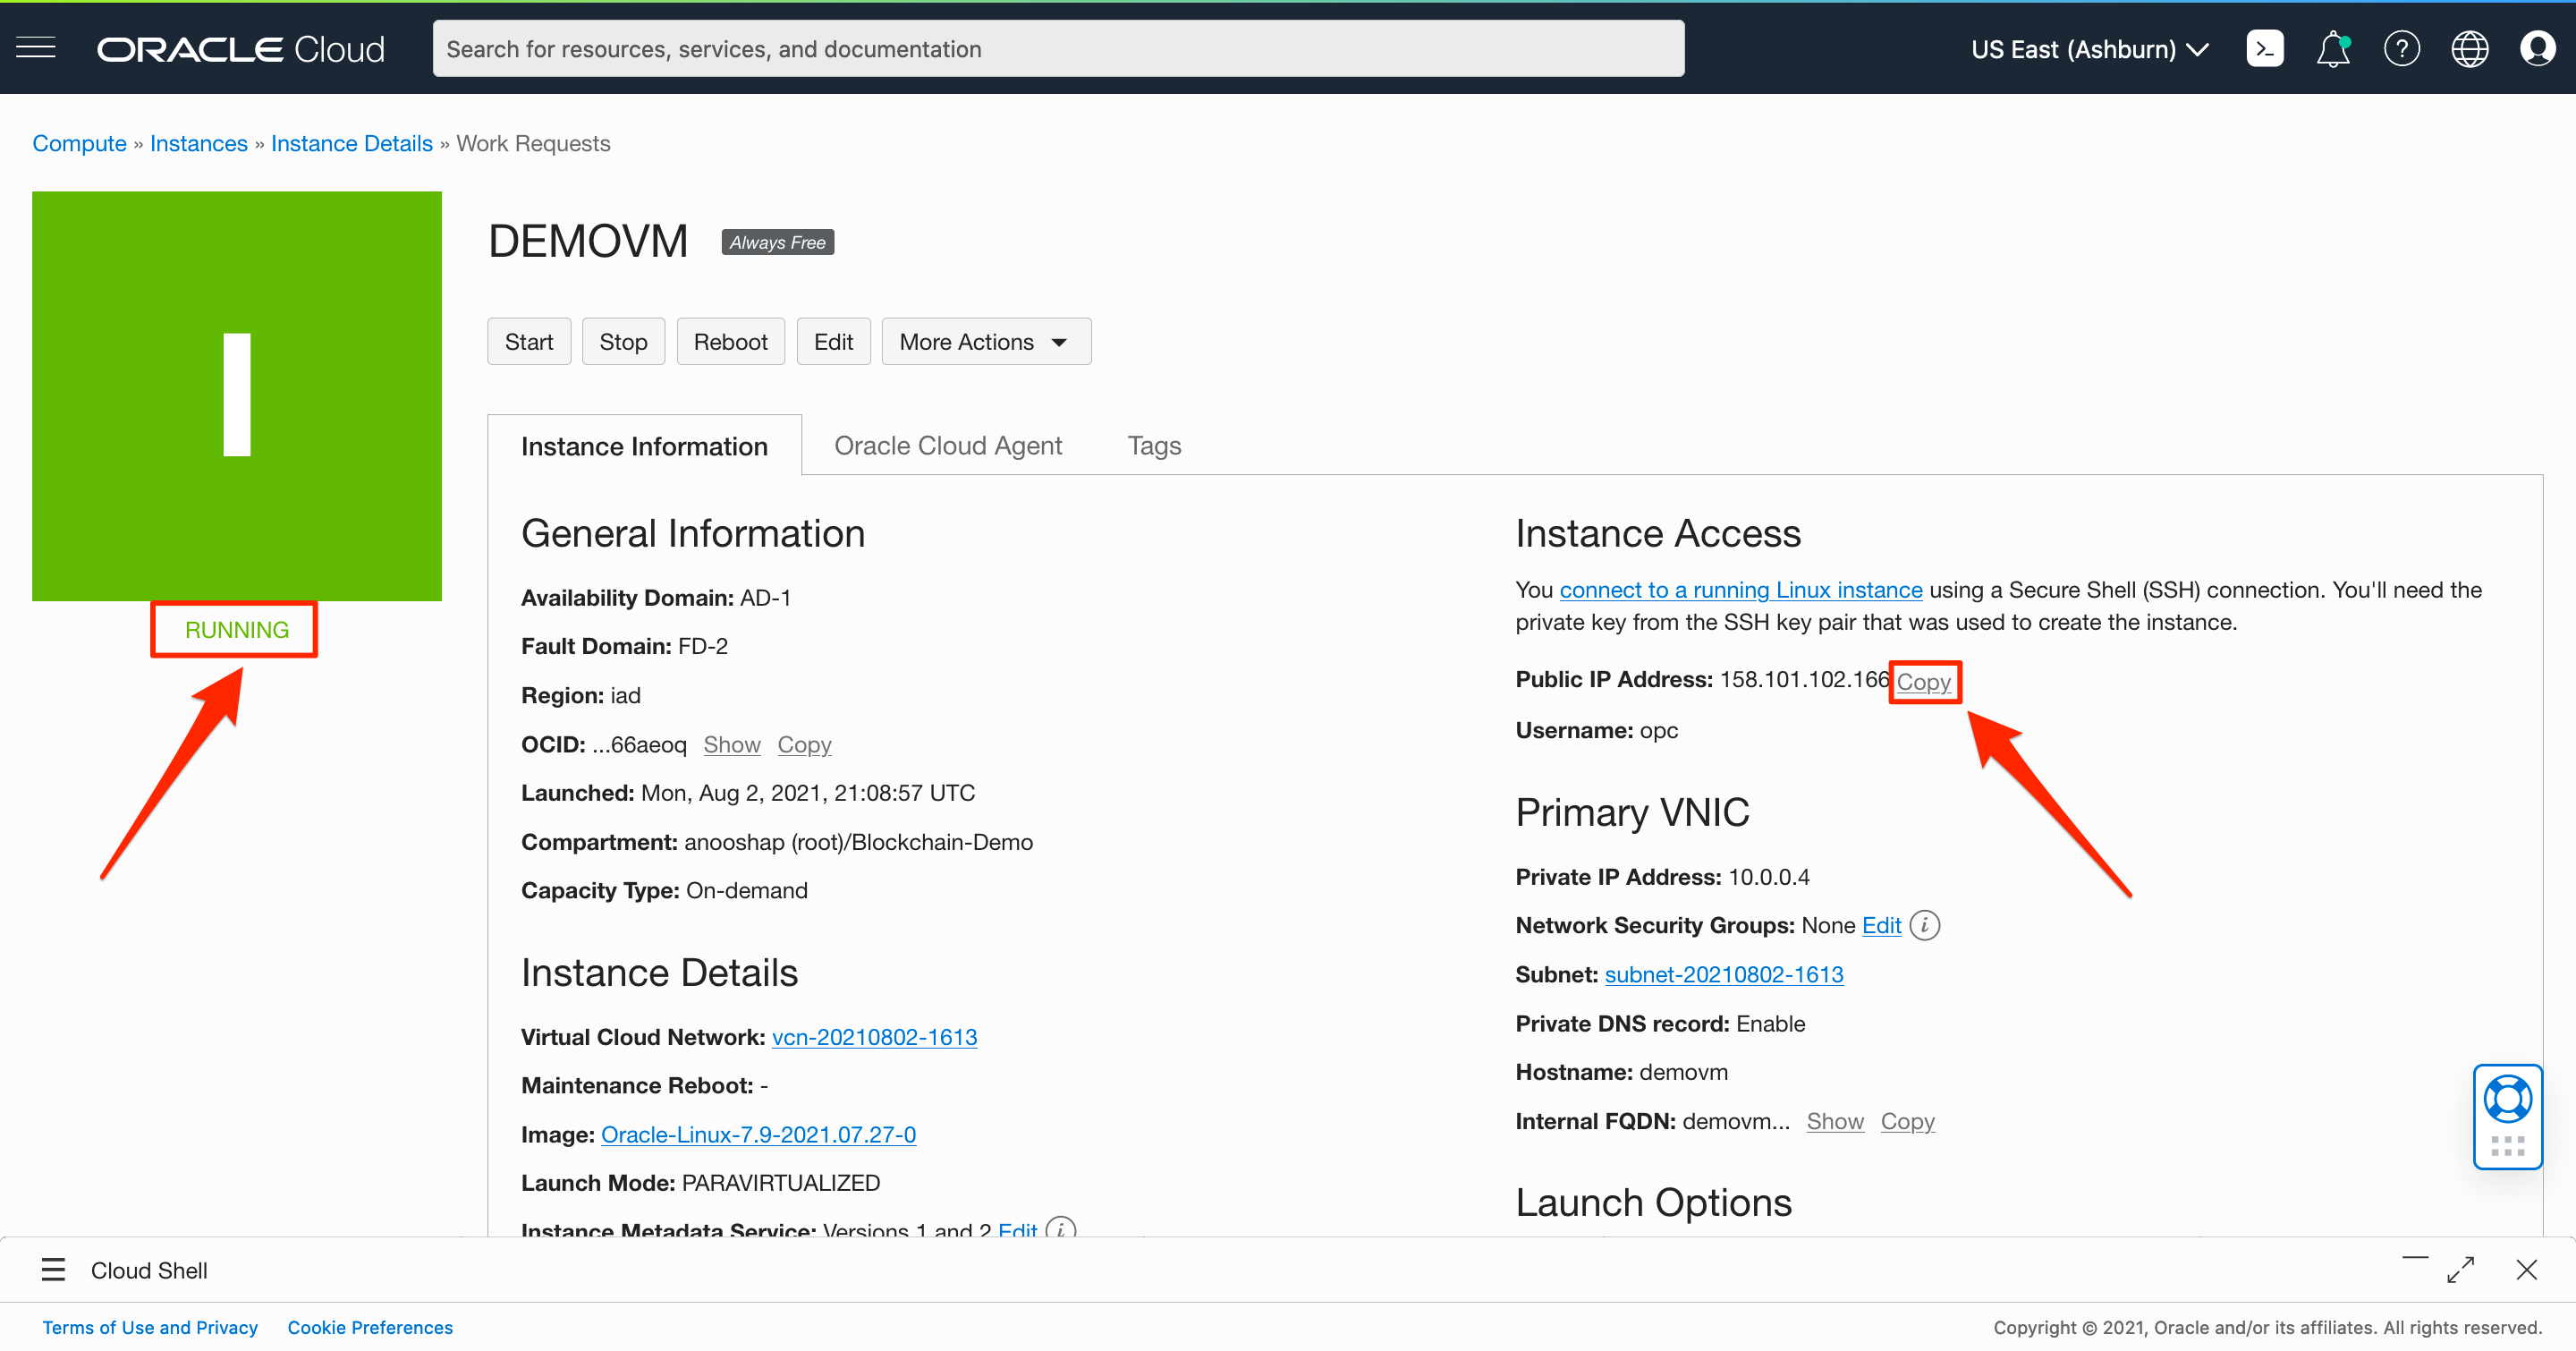 ORACLE Cloud
Search for resources, services, and documentation
US East (Ashburn)
Compute » Instances » Instance Details » Work Requests
I
RUNNING
DEMOVM Always Free
Start Stop Reboot Edit More Actions
Instance Information Oracle Cloud Agent Tags
General Information
Availability Domain: AD-1
Fault Domain: FD-2
Region: iad
OCID: ...66aeoq Show Copy
Launched: Mon, Aug 2, 2021, 21:08:57 UTC
Compartment: anooshap (root)/Blockchain-Demo
Capacity Type: On-demand
Instance Details
Virtual Cloud Network: vcn-20210802-1613
Maintenance Reboot: -
Image: Oracle-Linux-7.9-2021.07.27-0
Launch Mode: PARAVIRTUALIZED
Instance Metadata Service: Versions 1 and 2 Edit
Instance Access
You connect to a running Linux instance using a Secure Shell (SSH) connection. You'll need the
private key from the SSH key pair that was used to create the instance.
Public IP Address: 158.101.102.166 Copy
Username: opc
Primary VNIC
Private IP Address: 10.0.0.4
Network Security Groups: None Edit
Subnet: subnet-20210802-1613
Private DNS record: Enable
Hostname: demovm
Internal FQDN: demovm... Show Copy
Launch Options
Cloud Shell
Terms of Use and Privacy Cookie Preferences
Copyright © 2021, Oracle and/or its affiliates. All rights reserved.